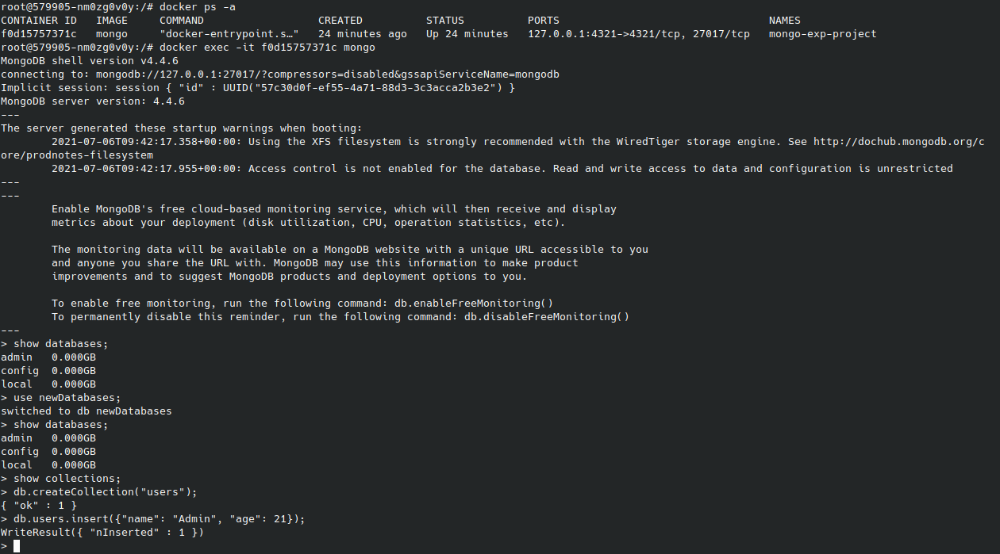 root@579905-nm0zg0v0y:/# docker ps -a
CONTAINER ID   IMAGE     COMMAND                  CREATED          STATUS          PORTS                                 NAMES
f0d15757371c   mongo     "docker-entrypoint.s…"   24 minutes ago   Up 24 minutes   127.0.0.1:4321->4321/tcp, 27017/tcp   mongo-exp-project
root@579905-nm0zg0v0y:/# docker exec -it f0d15757371c mongo
MongoDB shell version v4.4.6
connecting to: mongodb://127.0.0.1:27017/?compressors=disabled&gssapiServiceName=mongodb
Implicit session: session { "id" : UUID("57c30d0f-ef55-4a71-88d3-3c3acca2b3e2") }
MongoDB server version: 4.4.6
---
The server generated these startup warnings when booting:
        2021-07-06T09:42:17.358+00:00: Using the XFS filesystem is strongly recommended with the WiredTiger storage engine. See http://dochub.mongodb.org/c
ore/prodnotes-filesystem
        2021-07-06T09:42:17.955+00:00: Access control is not enabled for the database. Read and write access to data and configuration is unrestricted
---
---
        Enable MongoDB's free cloud-based monitoring service, which will then receive and display
        metrics about your deployment (disk utilization, CPU, operation statistics, etc).

        The monitoring data will be available on a MongoDB website with a unique URL accessible to you
        and anyone you share the URL with. MongoDB may use this information to make product
        improvements and to suggest MongoDB products and deployment options to you.

        To enable free monitoring, run the following command: db.enableFreeMonitoring()
        To permanently disable this reminder, run the following command: db.disableFreeMonitoring()
---
> show databases;
admin   0.000GB
config  0.000GB
local   0.000GB
> use newDatabases;
switched to db newDatabases
> show databases;
admin   0.000GB
config  0.000GB
local   0.000GB
> show collections;
> db.createCollection("users");
{ "ok" : 1 }
> db.users.insert({"name": "Admin", "age": 21});
WriteResult({ "nInserted" : 1 })
>